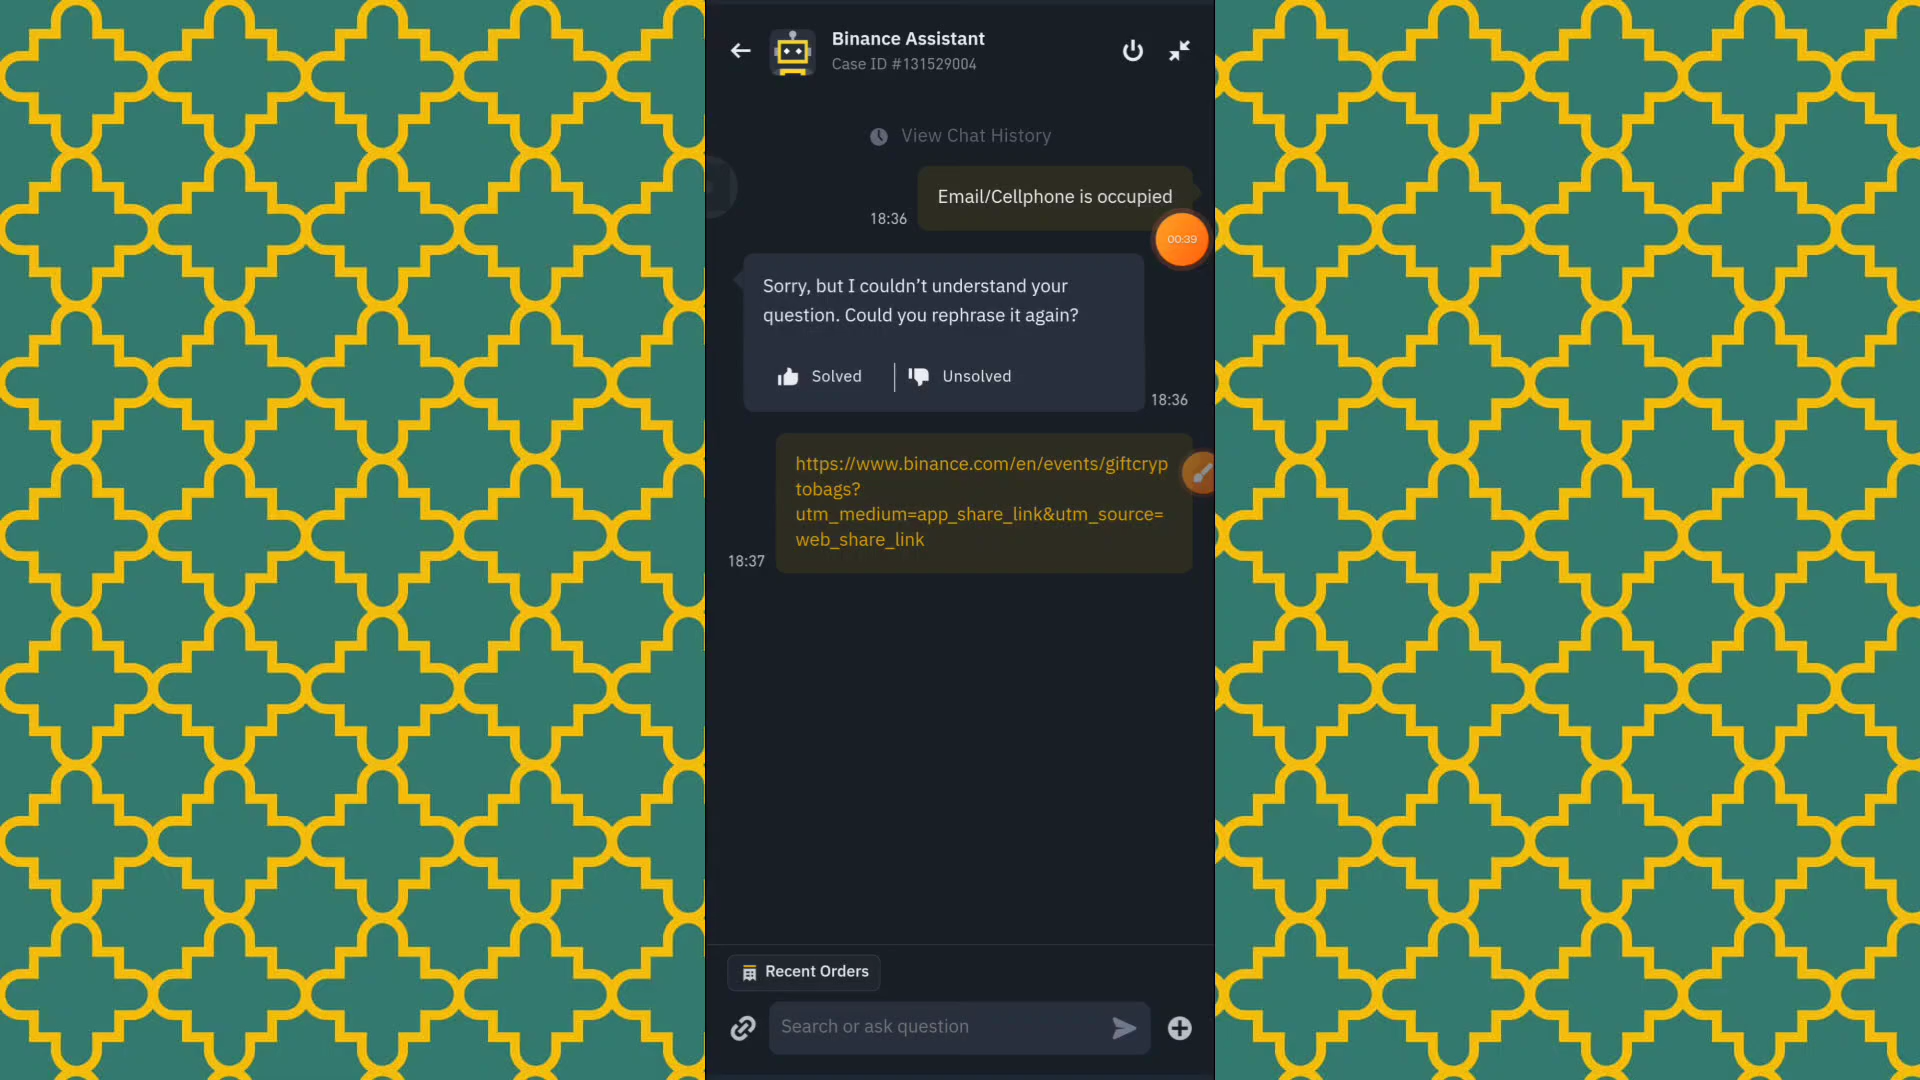 Binance Assistant
Case ID #131529004
View Chat History
Email/Cellphone is occupied
18:36
00:39
Sorry, but I couldn’t understand your
question. Could you rephrase it again?
Solved
Unsolved
18:36
https://www.binance.com/en/events/giftcryp
tobags?
utm_medium=app_share_link&utm_source=
web_share_link
18:37
Recent Orders
Search or ask question